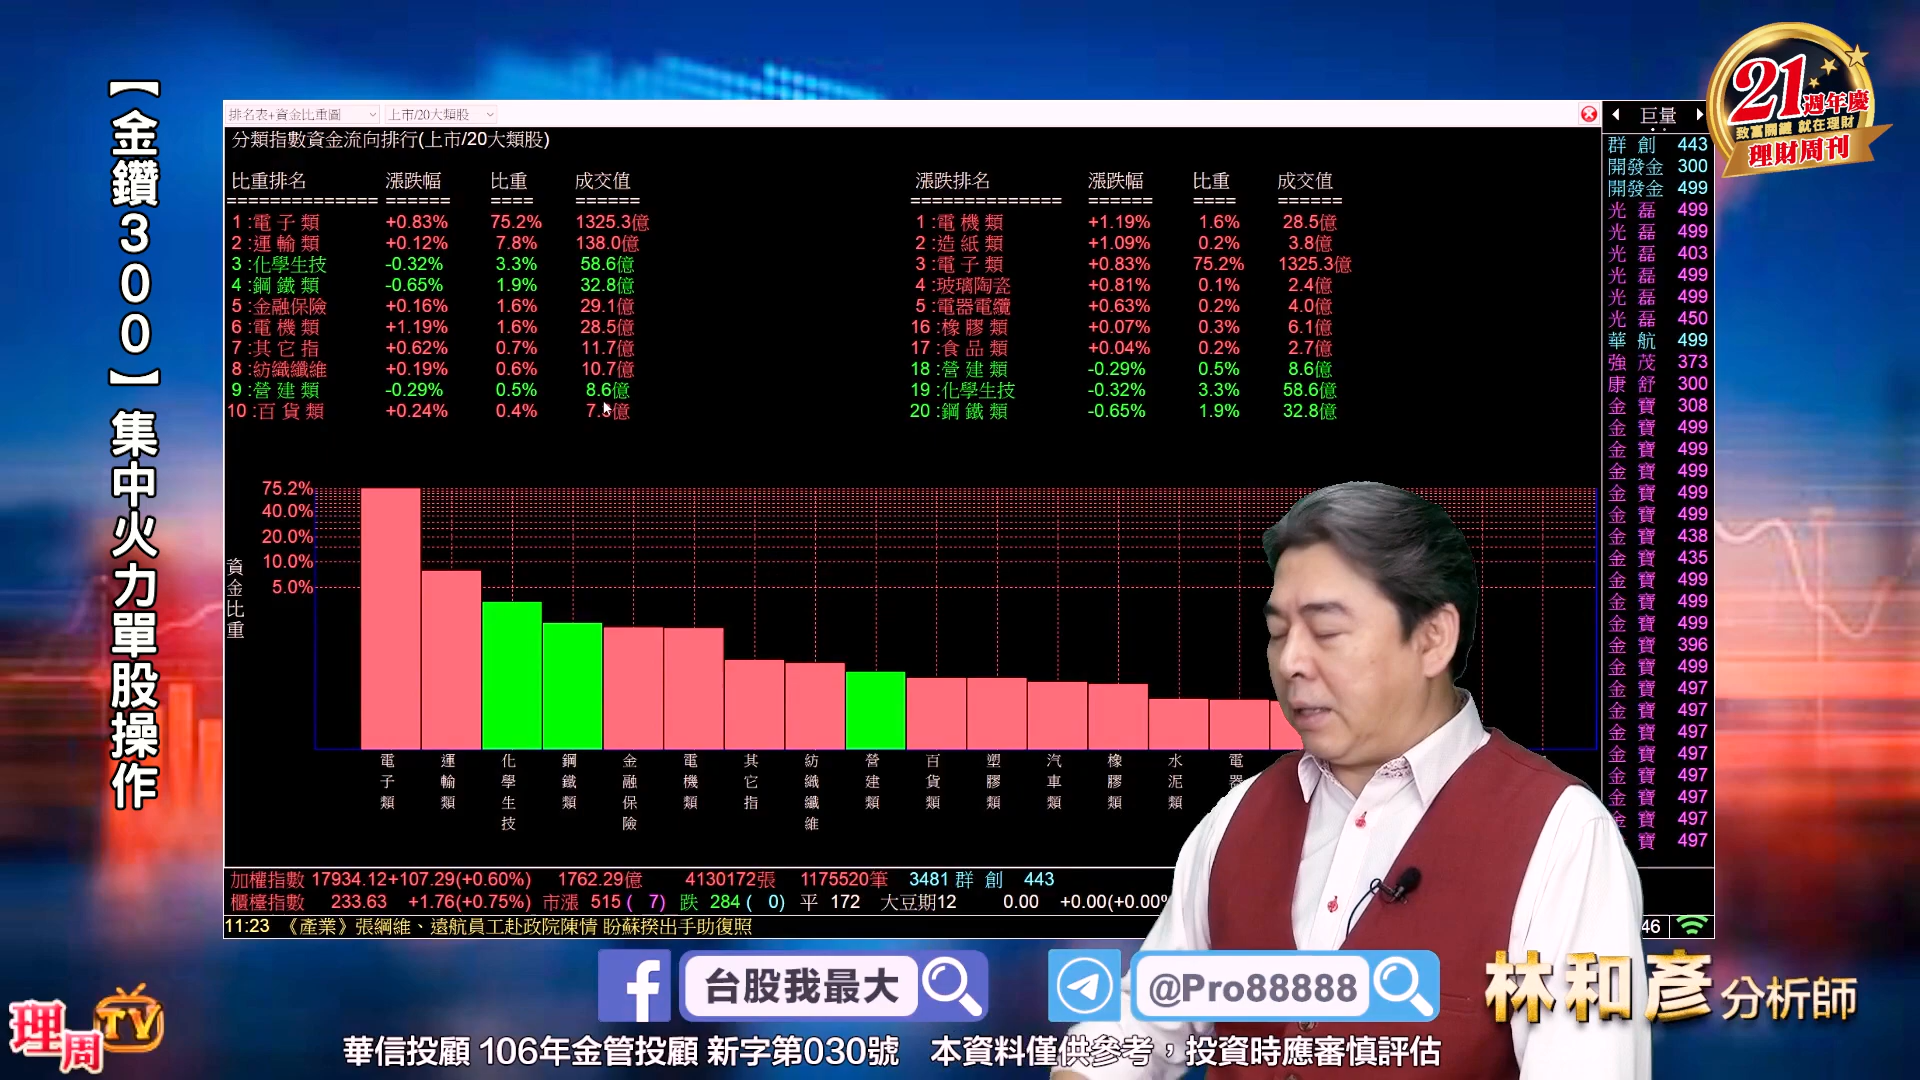 【金鑽300】集中火力單股操作
21週年慶
致富關鍵 就在理財
理財周刊
排名表+資金比重圖 上市/20大類股
分類指數資金流向排行(上市/20大類股)
比重排名 漲跌幅 比重 成交值
1 :電子類 +0.83% 75.2% 1325.3億
2 :運輸類 +0.12% 7.8% 138.0億
3 :化學生技 -0.32% 3.3% 58.6億
4 :鋼鐵類 -0.65% 1.9% 32.8億
5 :金融保險 +0.16% 1.6% 29.1億
6 :電機類 +1.19% 1.6% 28.5億
7 :其它指 +0.62% 0.7% 11.7億
8 :紡織纖維 +0.19% 0.6% 10.7億
9 :營建類 -0.29% 0.5% 8.6億
10 :百貨類 +0.24% 0.4%
漲跌排名 漲跌幅 比重 成交值
1 :電機類 +1.19% 1.6% 28.5億
2 :造紙類 +1.09% 0.2% 3.8億
3 :電子類 +0.83% 75.2% 1325.3億
4 :玻璃陶瓷 +0.81% 0.1% 2.4億
5 :電器電纜 +0.63% 0.2% 4.0億
16 :橡膠類 +0.07% 0.3% 6.1億
17 :食品類 +0.04% 0.2% 2.7億
18 :營建類 -0.29% 0.5% 8.6億
19 :化學生技 -0.32% 3.3% 58.6億
20 :鋼鐵類 -0.65% 1.9% 32.8億
資金比重
75.2%
40.0%
20.0%
10.0%
5.0%
電子類
運輸類
化學生技
鋼鐵類
金融保險
電機類
其它指
紡織纖維
營建類
百貨類
塑膠類
汽車類
橡膠類
水泥類
電器
巨量
群創 443
開發金 300
開發金 499
光磊 499
光磊 499
光磊 403
光磊 499
光磊 499
光磊 450
華航 499
強茂 373
康舒 300
金寶 308
金寶 499
金寶 499
金寶 499
金寶 499
金寶 499
金寶 438
金寶 435
金寶 499
金寶 499
金寶 499
金寶 396
金寶 499
金寶 497
金寶 497
金寶 497
金寶 497
金寶 497
金寶 497
金寶 497
寶 497
加權指數 17934.12+107.29(+0.60%) 1762.29億 4130172張 1175520筆 3481 群創 443
櫃檯指數 233.63 +1.76(+0.75%) 市漲 515 ( 7) 跌 284 ( 0) 平 172 大豆期12 0.00 +0.00(+0.00%
11:23 《產業》張綱維、遠航員工赴政院陳情 盼蘇揆出手助復照
46
台股我最大
@Pro88888
林和彥 分析師
理周TV
華信投顧 106年金管投顧 新字第030號 本資料僅供參考，投資時應審慎評估